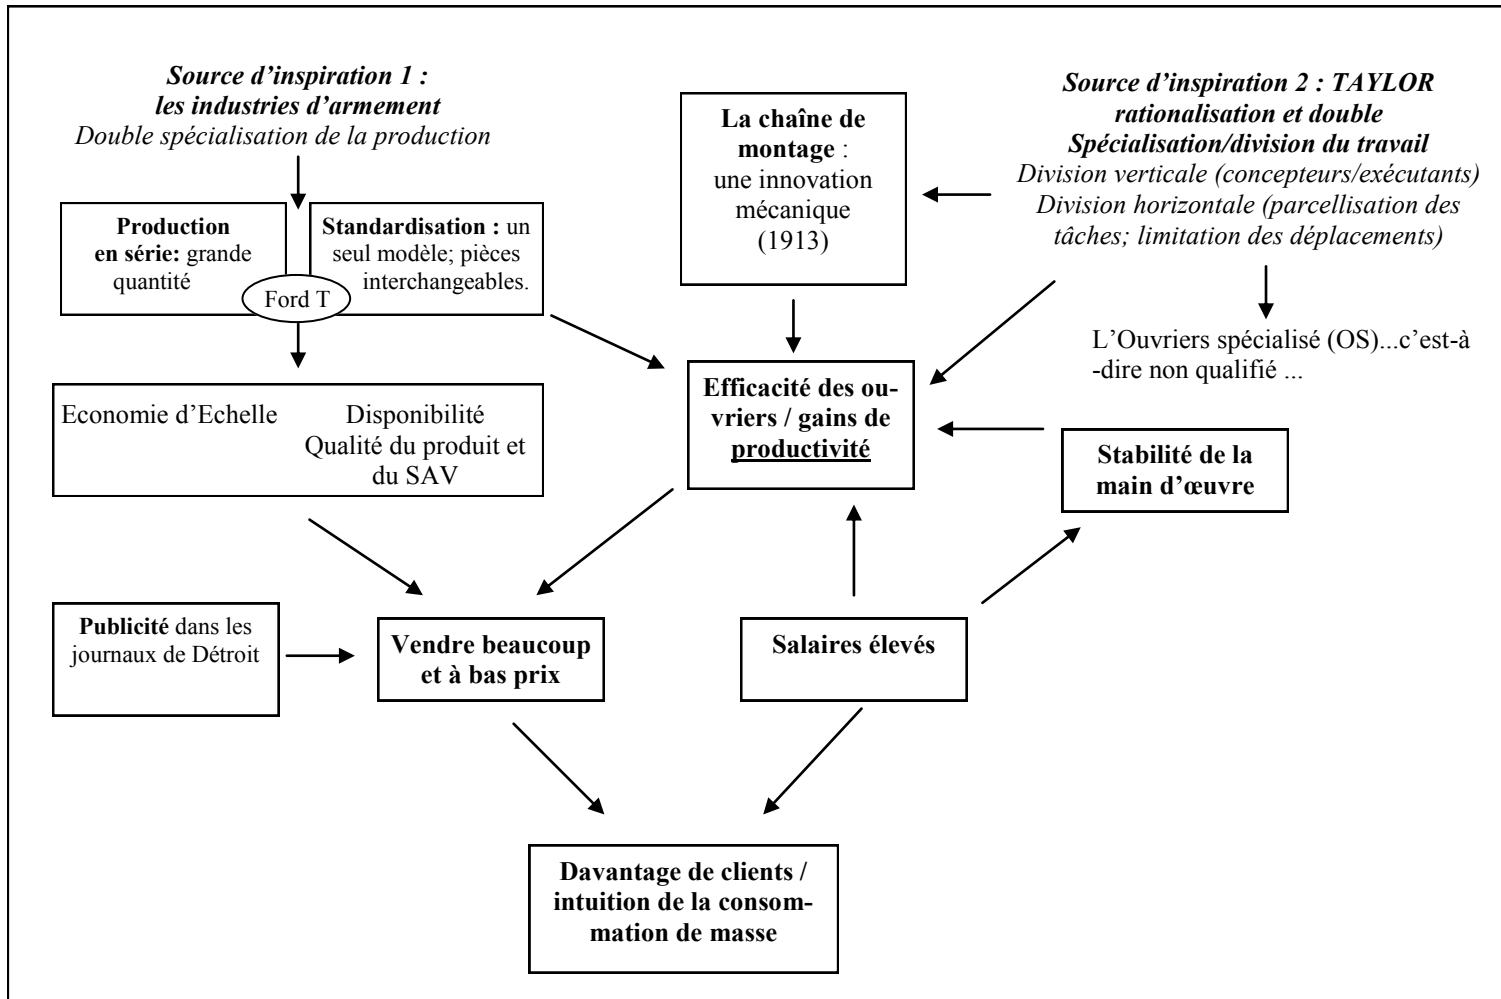 Source d’inspiration 1 :
les industries d’armement
Double spécialisation de la production
Production
en série: grande
quantité
Standardisation : un
seul modèle; pièces
interchangeables.
Ford T
La chaîne de
montage :
une innovation
mécanique
(1913)
Source d’inspiration 2 : TAYLOR
rationalisation et double
Spécialisation/division du travail
Division verticale (concepteurs/exécutants)
Division horizontale (parcellisation des
tâches; limitation des déplacements)
L’Ouvriers spécialisé (OS)...c’est-à
-dire non qualifié ...
Economie d’Echelle
Disponibilité
Qualité du produit et
du SAV
Efficacité des ou-
vriers / gains de
productivité
Stabilité de la
main d’œuvre
Publicité dans les
journaux de Détroit
Vendre beaucoup
et à bas prix
Salaires élevés
Davantage de clients /
intuition de la consom-
mation de masse